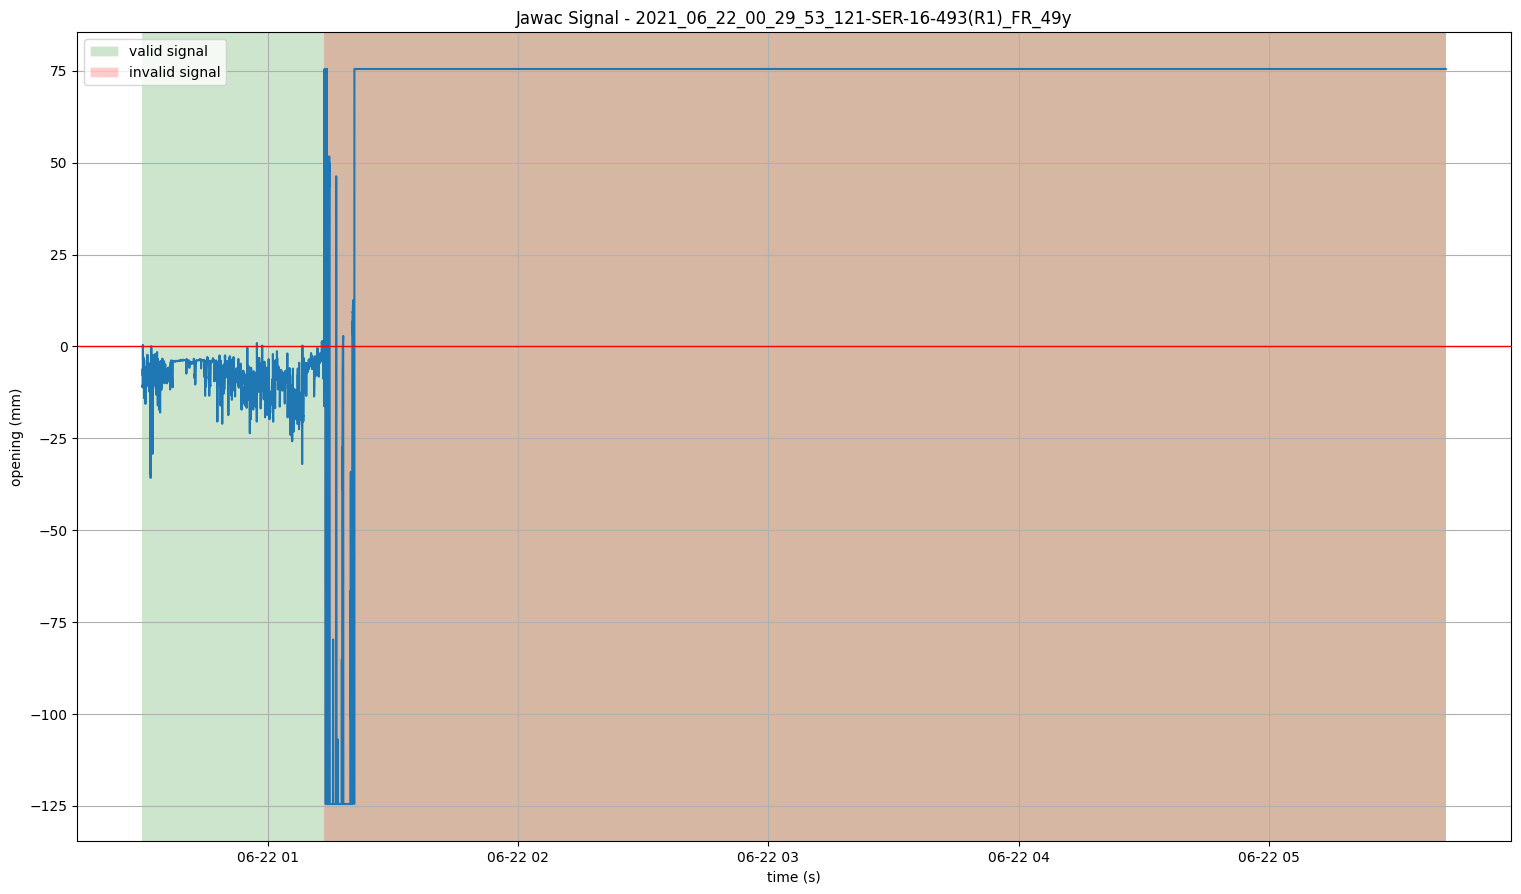 Jawac Signal - 2021_06_22_00_29_53_121-SER-16-493(R1)_FR_49y
valid signal
invalid signal
75
50
25
0
−25
−50
−75
−100
−125
opening (mm)
06-22 01
06-22 02
06-22 03
06-22 04
06-22 05
time (s)